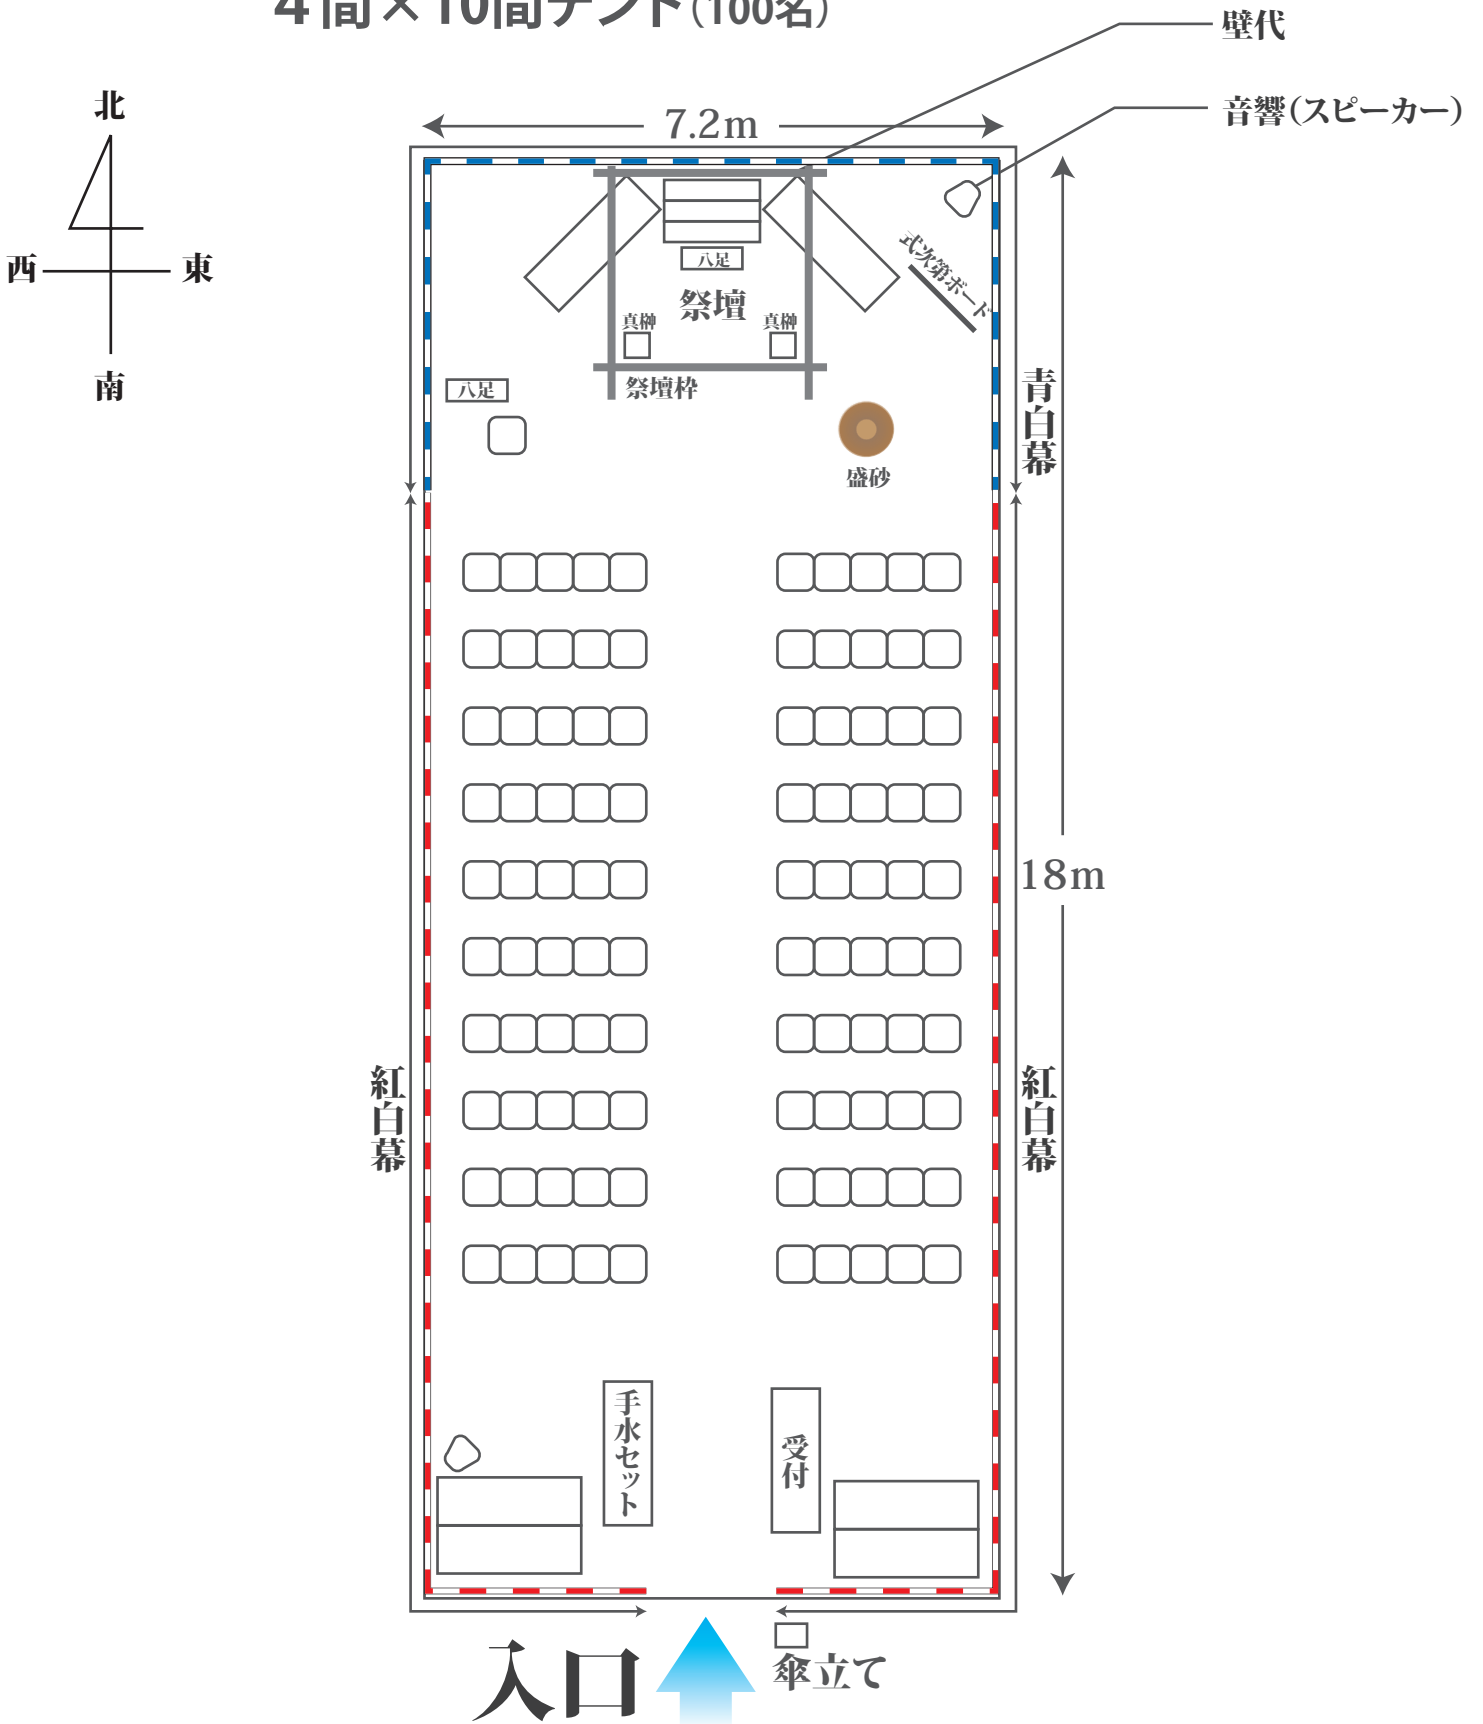 4間×10間テント(100名)
壁代
音響(スピーカー)
北
西
東
南
7.2m
八足
祭壇
真榊
真榊
祭壇枠
式次第ボード
八足
盛砂
青白幕
18m
紅白幕
紅白幕
手水セット
受付
入口
傘立て